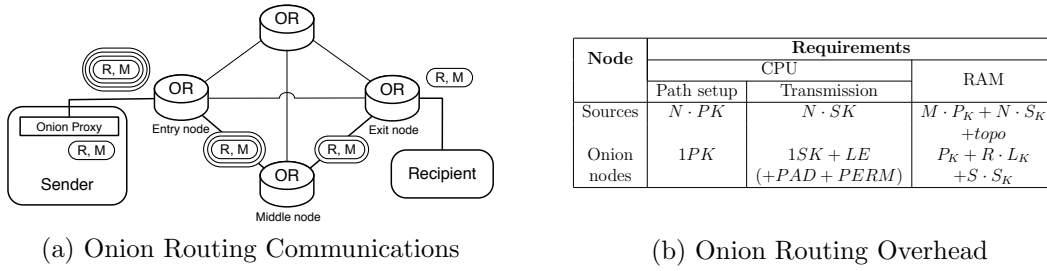 OR
R, M
OR
OR
R, M
Onion Proxy
Entry node
Exit node
R, M
R, M
R, M
Sender
OR
Recipient
Middle node
(a) Onion Routing Communications
Node Requirements
CPU RAM
Path setup Transmission
Sources N · PK N · SK M · P_K + N · S_K
+topo
Onion 1PK 1SK + LE P_K + R · L_K
nodes (+PAD + PERM) +S · S_K
(b) Onion Routing Overhead